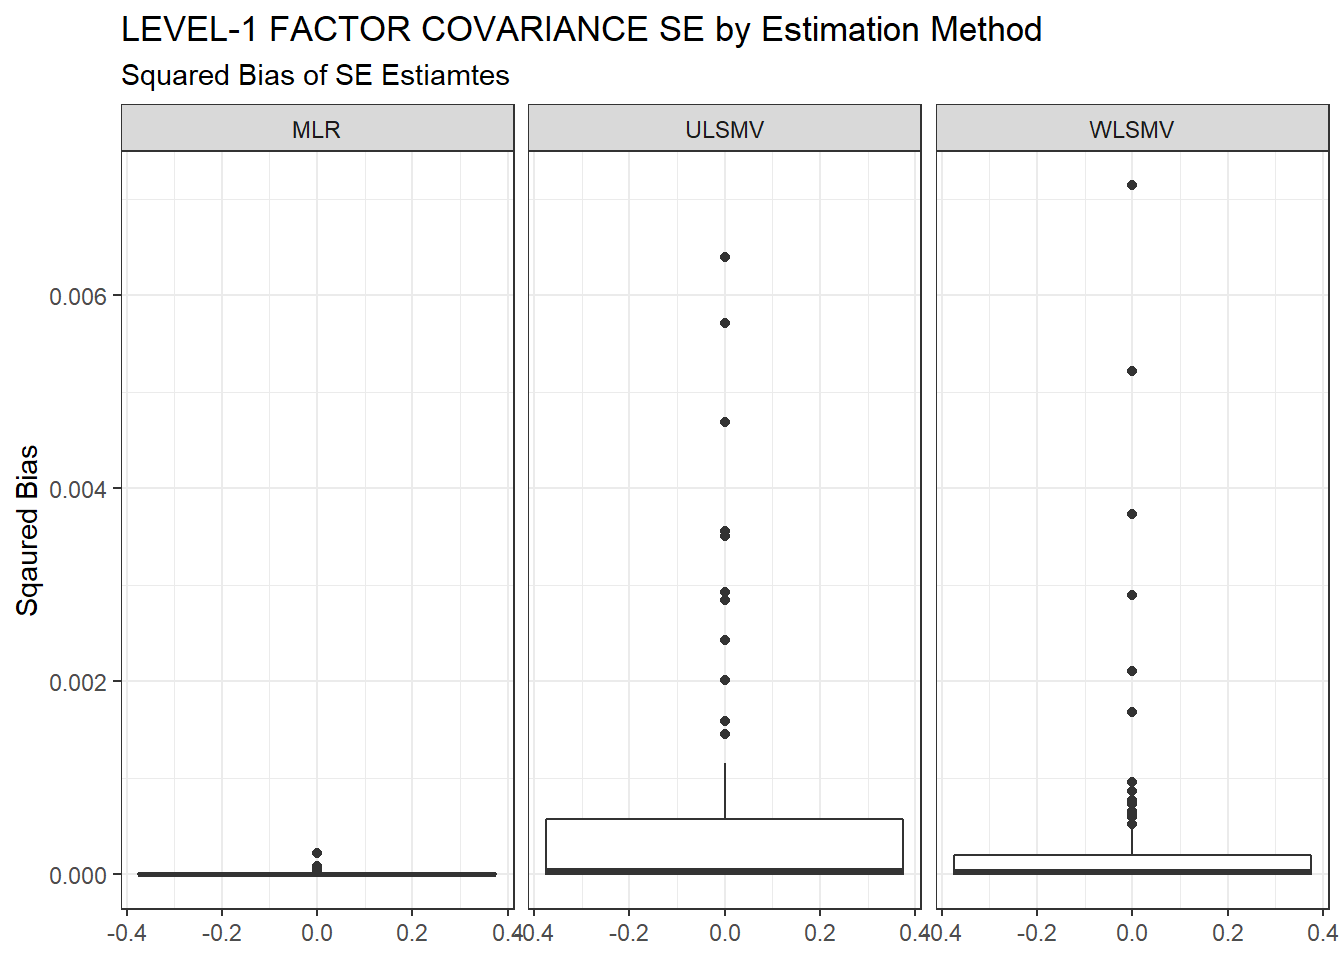 LEVEL-1 FACTOR COVARIANCE SE by Estimation Method
Squared Bias of SE Estiamtes
MLR
ULSMV
WLSMV
Sqaured Bias
0.006
0.004
0.002
0.000
-0.4 -0.2 0.0 0.2 0.4
-0.4 -0.2 0.0 0.2 0.4
-0.4 -0.2 0.0 0.2 0.4